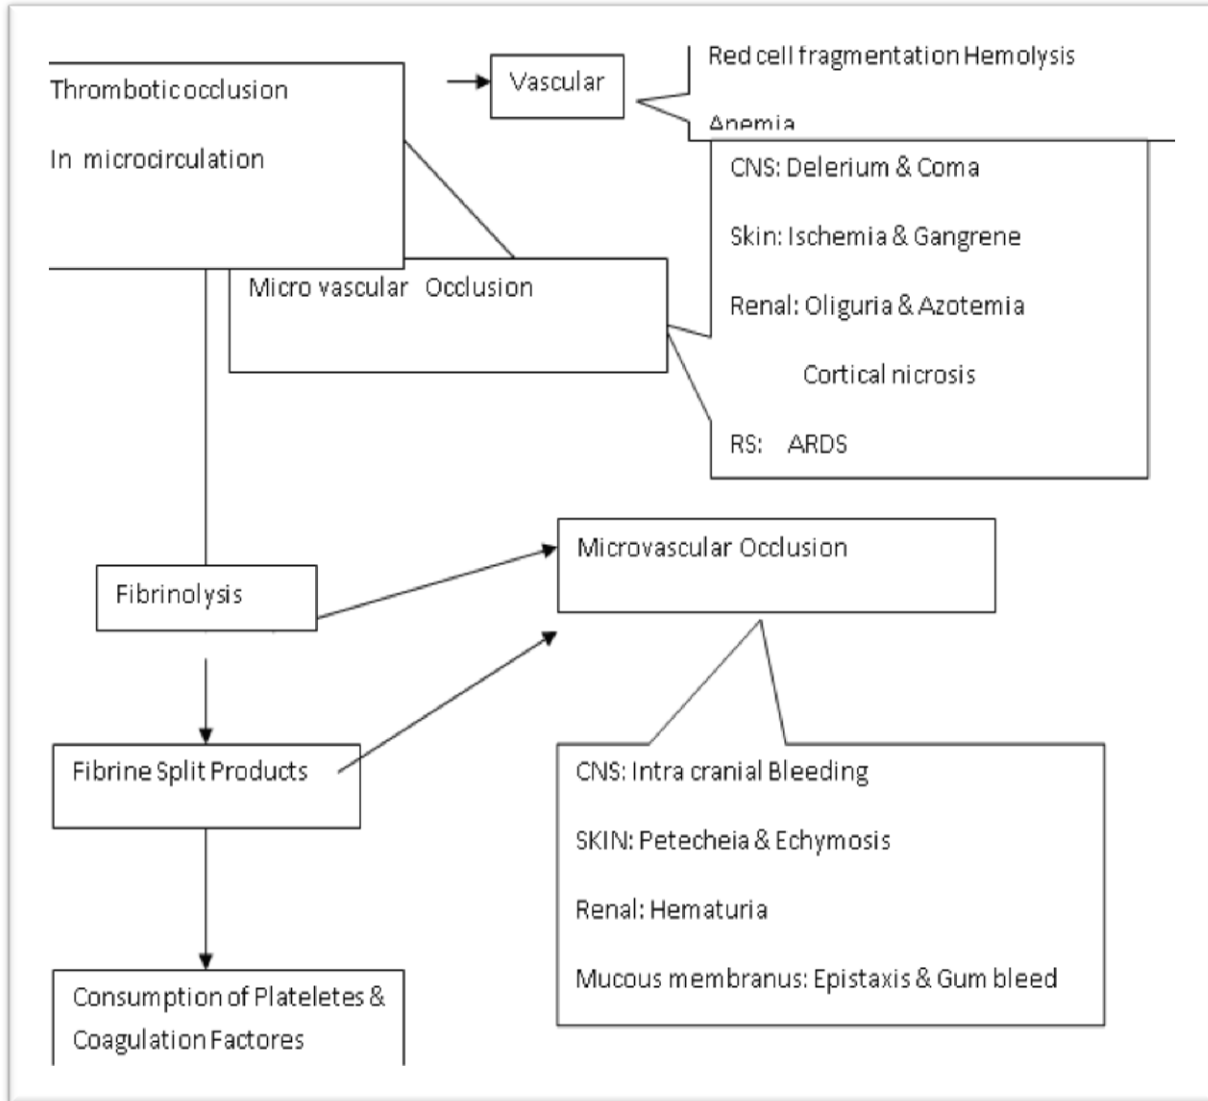 Thrombotic occlusion
In microcirculation
Vascular
Red cell fragmentation Hemolysis
Anemia
Micro vascular Occlusion
CNS: Delerium & Coma
Skin: Ischemia & Gangrene
Renal: Oliguria & Azotemia
Cortical nicrosis
RS: ARDS
Fibrinolysis
Microvascular Occlusion
Fibrine Split Products
CNS: Intra cranial Bleeding
SKIN: Petecheia & Echymosis
Renal: Hematuria
Mucous membranus: Epistaxis & Gum bleed
Consumption of Plateletes &
Coagulation Factores